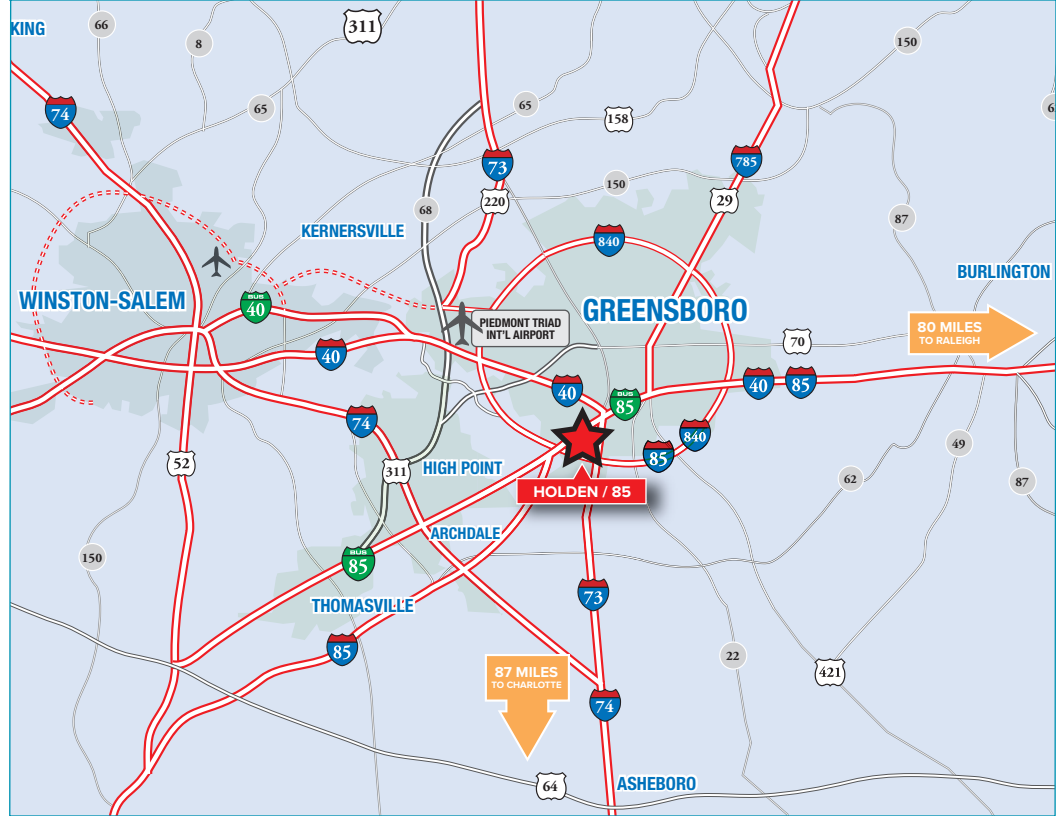 KING
66
8
311
150
74
65
65
158
6
73
785
150
220
29
68
87
KERNERSVILLE
840
BURLINGTON
WINSTON-SALEM
BUS
40
GREENSBORO
PIEDMONT TRIAD
INT'L AIRPORT
80 MILES
TO RALEIGH
70
40
40
40
85
BUS
85
74
840
85
49
52
311
HIGH POINT
62
87
HOLDEN / 85
ARCHDALE
150
BUS
85
73
THOMASVILLE
85
22
421
87 MILES
TO CHARLOTTE
74
64
ASHEBORO